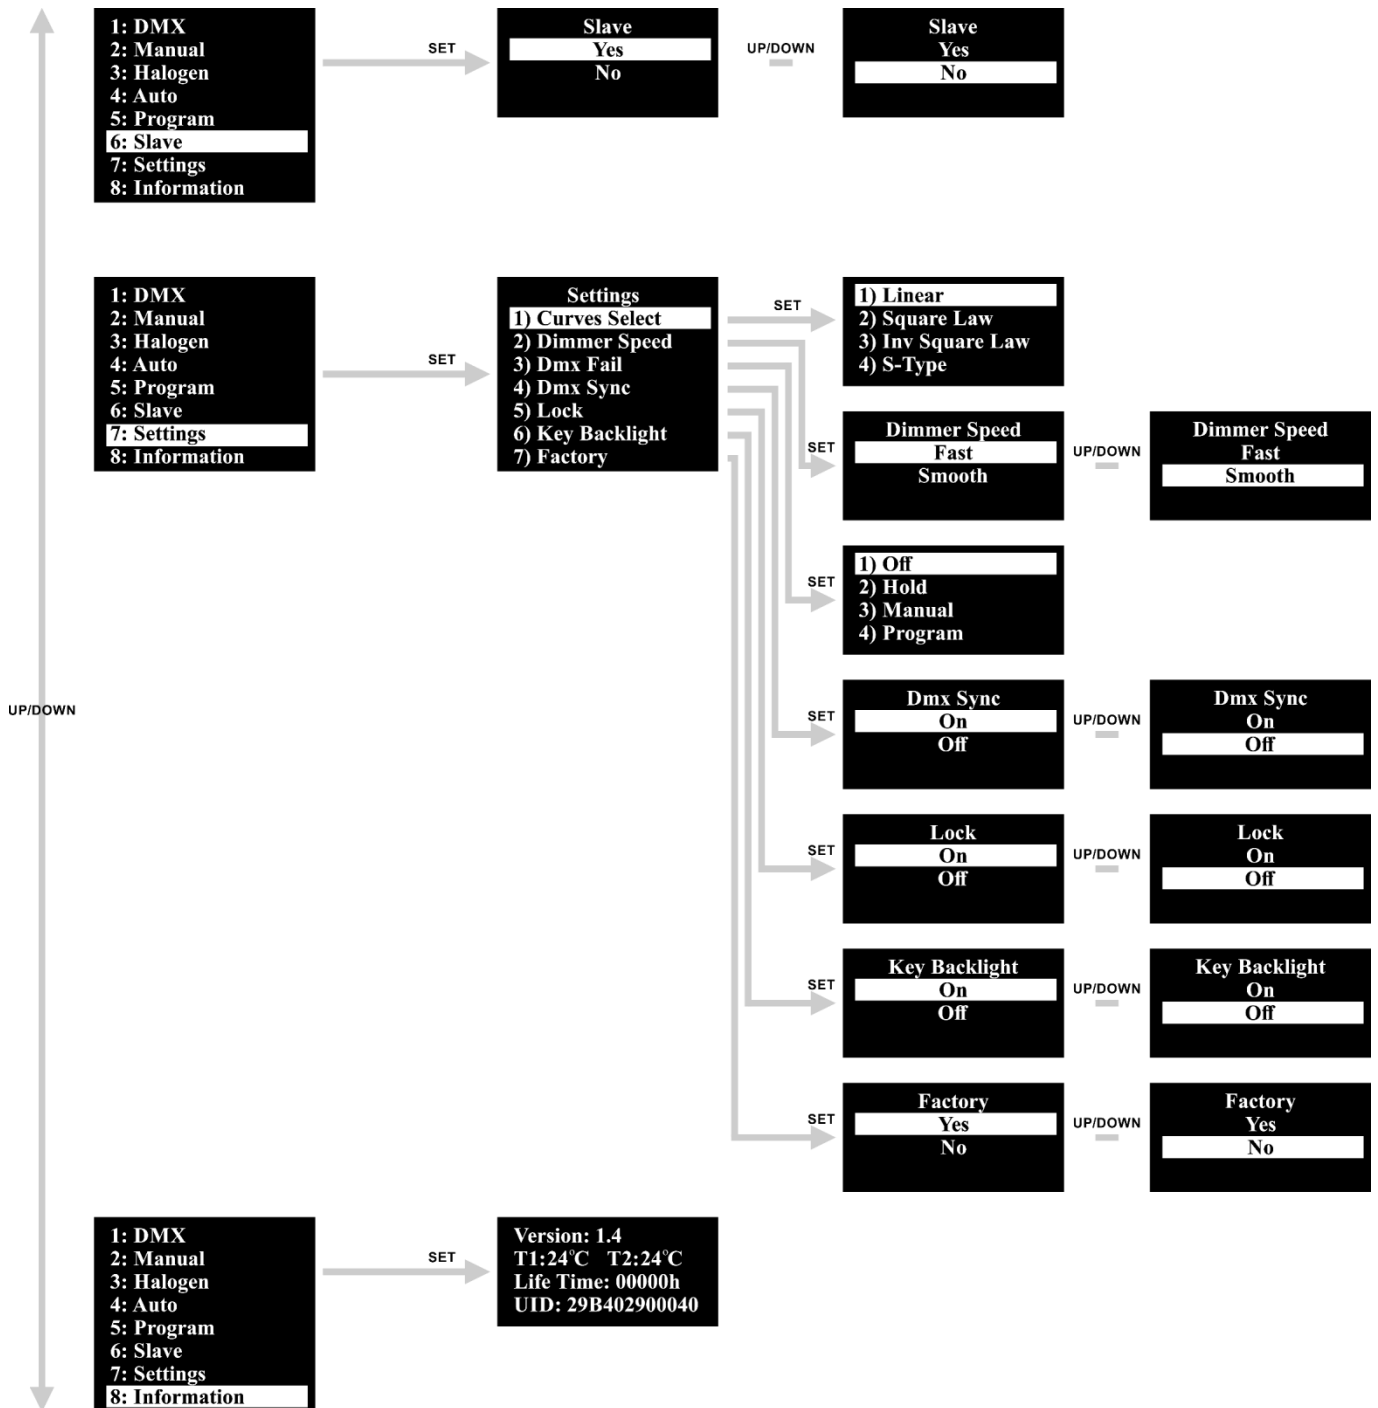 1: DMX
2: Manual
3: Halogen
4: Auto
5: Program
6: Slave
7: Settings
8: Information
SET
Slave
Yes
No
UP/DOWN
Slave
Yes
No
1: DMX
2: Manual
3: Halogen
4: Auto
5: Program
6: Slave
7: Settings
8: Information
SET
Settings
1) Curves Select
2) Dimmer Speed
3) Dmx Fail
4) Dmx Sync
5) Lock
6) Key Backlight
7) Factory
SET
1) Linear
2) Square Law
3) Inv Square Law
4) S-Type
SET
Dimmer Speed
Fast
Smooth
UP/DOWN
Dimmer Speed
Fast
Smooth
SET
1) Off
2) Hold
3) Manual
4) Program
UP/DOWN
SET
Dmx Sync
On
Off
UP/DOWN
Dmx Sync
On
Off
SET
Lock
On
Off
UP/DOWN
Lock
On
Off
SET
Key Backlight
On
Off
UP/DOWN
Key Backlight
On
Off
SET
Factory
Yes
No
UP/DOWN
Factory
Yes
No
1: DMX
2: Manual
3: Halogen
4: Auto
5: Program
6: Slave
7: Settings
8: Information
SET
Version: 1.4
T1:24℃ T2:24℃
Life Time: 00000h
UID: 29B402900040